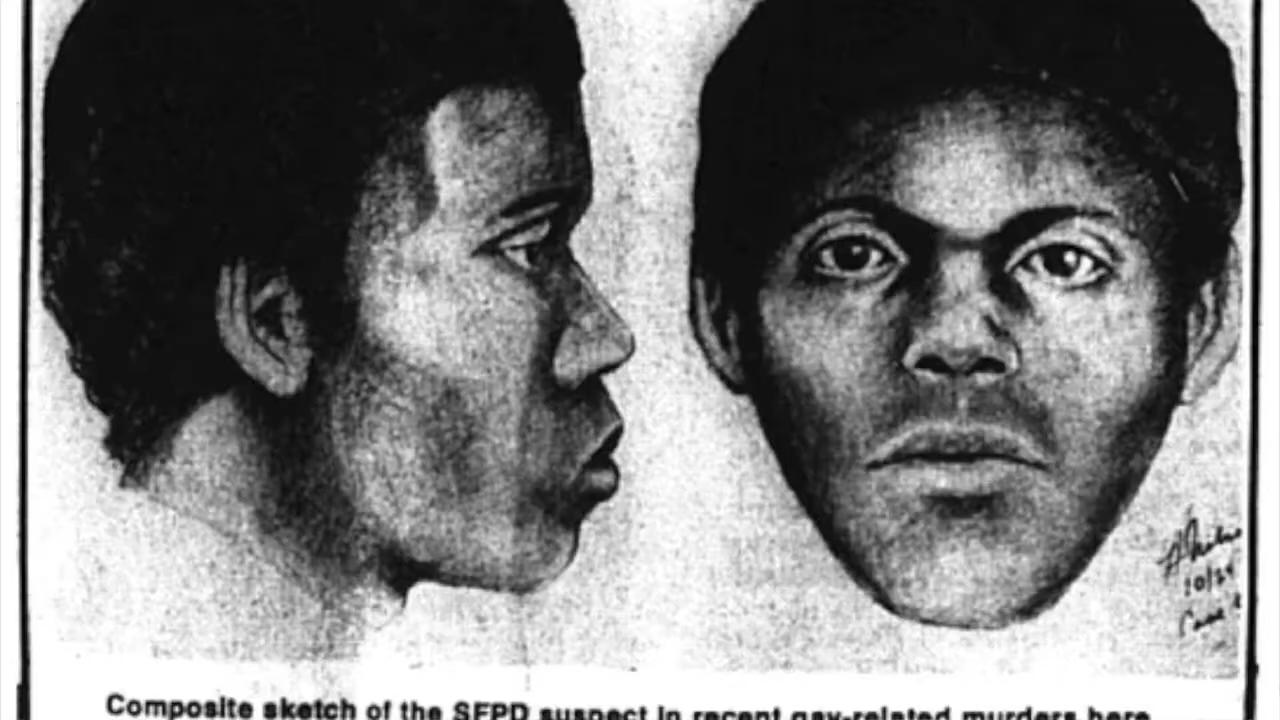 10/24
Composite sketch of the SFPD suspect in recent gay-related murders here